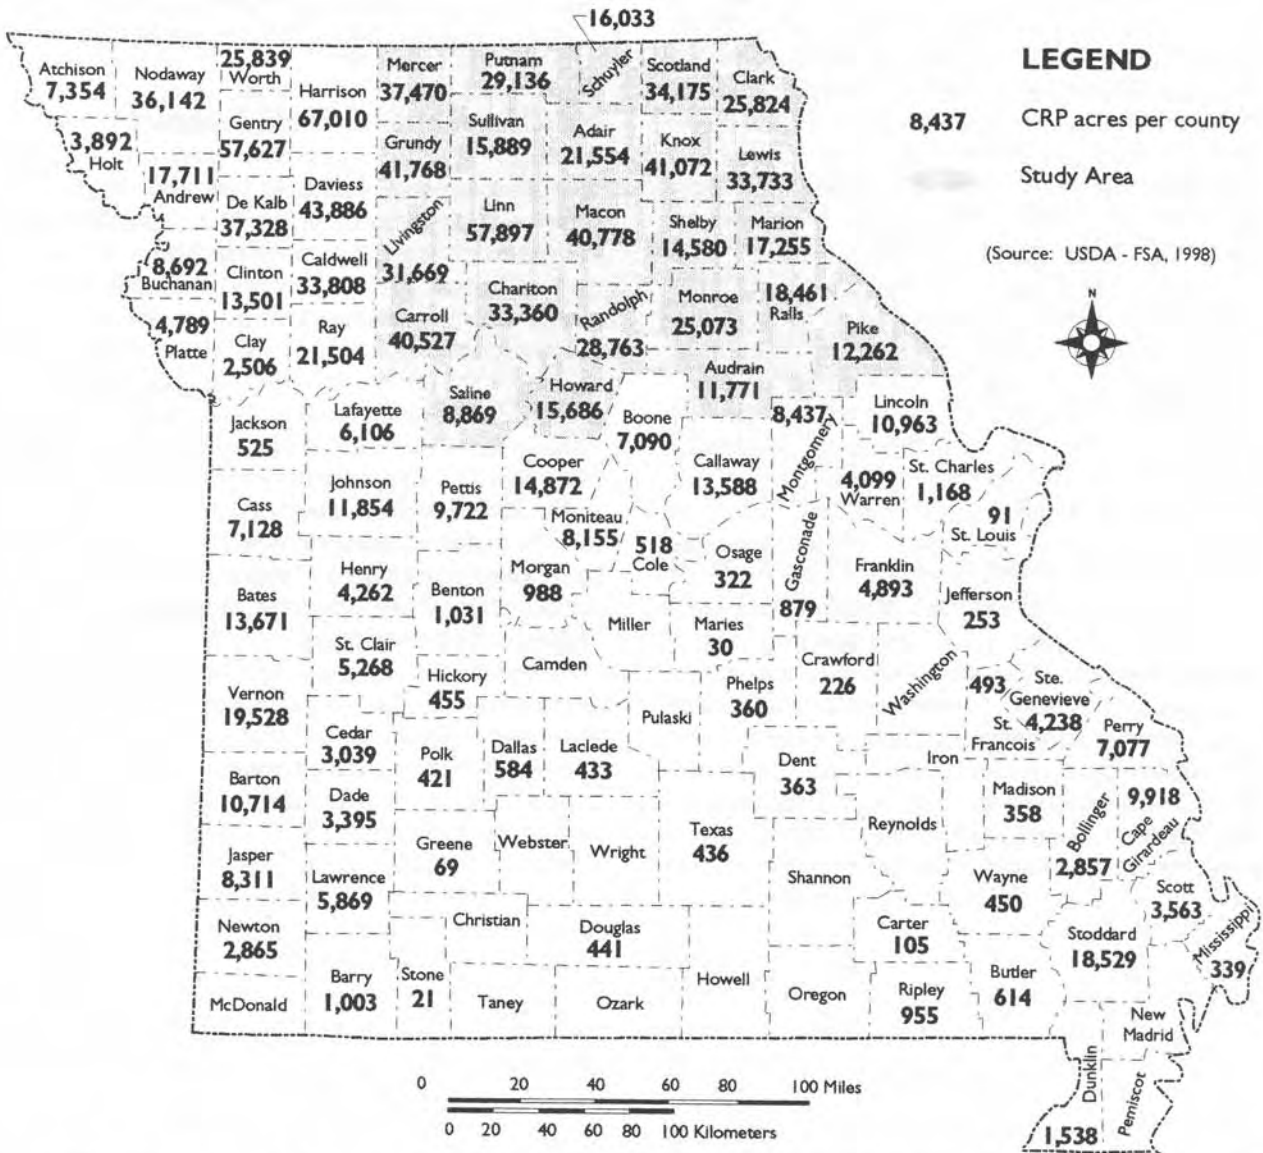 16,033
LEGEND
8,437 CRP acres per county
Study Area
(Source: USDA - FSA, 1998)
N
Atchison
7,354
Nodaway
36,142
25,839
Worth
Harrison
67,010
Mercer
37,470
Putnam
29,136
Schuyler
Scotland
34,175
Clark
25,824
3,892
Holt
Gentry
57,627
Grundy
41,768
Sullivan
15,889
Adair
21,554
Knox
41,072
Lewis
33,733
17,711
Andrew
De Kalb
37,328
Daviess
43,886
Livingston
31,669
Linn
57,897
Macon
40,778
Shelby
14,580
Marion
17,255
8,692
Buchanan
Clinton
13,501
Caldwell
33,808
Chariton
33,360
Randolph
28,763
Monroe
25,073
18,461
Ralls
4,789
Platte
Clay
2,506
Ray
21,504
Carroll
40,527
Pike
12,262
Audrain
11,771
Jackson
525
Lafayette
6,106
Saline
8,869
Howard
15,686
Boone
7,090
8,437
Montgomery
Lincoln
10,963
Cass
7,128
Johnson
11,854
Pettis
9,722
Cooper
14,872
Callaway
13,588
4,099
Warren
St. Charles
1,168
91
St. Louis
Moniteau
8,155
518
Cole
Osage
322
Gasconade
879
Franklin
4,893
Jefferson
253
Bates
13,671
Henry
4,262
Benton
1,031
Morgan
988
Miller
Maries
30
St. Clair
5,268
Hickory
455
Camden
Phelps
360
Crawford
226
Washington
493
St.
Francois
Ste.
Genevieve
4,238
Perry
7,077
Vernon
19,528
Cedar
3,039
Polk
421
Dallas
584
Laclede
433
Pulaski
Dent
363
Iron
Madison
358
Bollinger
2,857
9,918
Cape
Girardeau
Barton
10,714
Dade
3,395
Greene
69
Webster
Wright
Texas
436
Reynolds
Jasper
8,311
Lawrence
5,869
Shannon
Wayne
450
Scott
3,563
Mississippi
339
Newton
2,865
Christian
Douglas
441
Carter
105
Stoddard
18,529
McDonald
Barry
1,003
Stone
21
Taney
Ozark
Howell
Oregon
Ripley
955
Butler
614
New
Madrid
Dunklin
1,538
Pemiscot
0 20 40 60 80 100 Miles
0 20 40 60 80 100 Kilometers